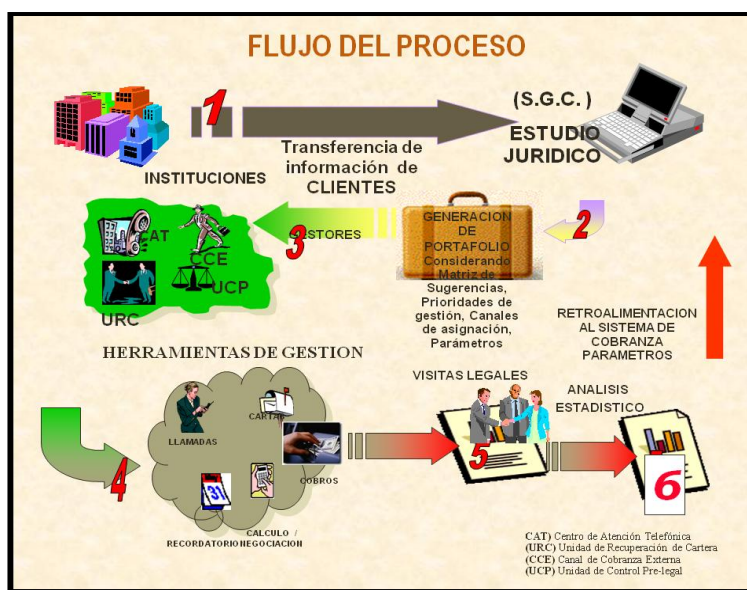 FLUJO DEL PROCESO
1
(S.G.C. )
ESTUDIO
JURIDICO
INSTITUCIONES
Transferencia de
información de
CLIENTES
2
GENERACION
DE
PORTAFOLIO
Considerando
Matriz de
Sugerencias,
Prioridades de
gestión, Canales
de asignación,
Parámetros
3
STORES
CAT
CCE
UCP
URC
RETROALIMENTACION
AL SISTEMA DE
COBRANZA
PARAMETROS
HERRAMIENTAS DE GESTION
4
LLAMADAS
CARTAS
COBROS
31
RECORDATORIO
CALCULO /
NEGOCIACION
VISITAS LEGALES
5
ANALISIS
ESTADISTICO
6
CAT) Centro de Atención Telefónica
(URC) Unidad de Recuperación de Cartera
(CCE) Canal de Cobranza Externa
(UCP) Unidad de Control Pre-legal